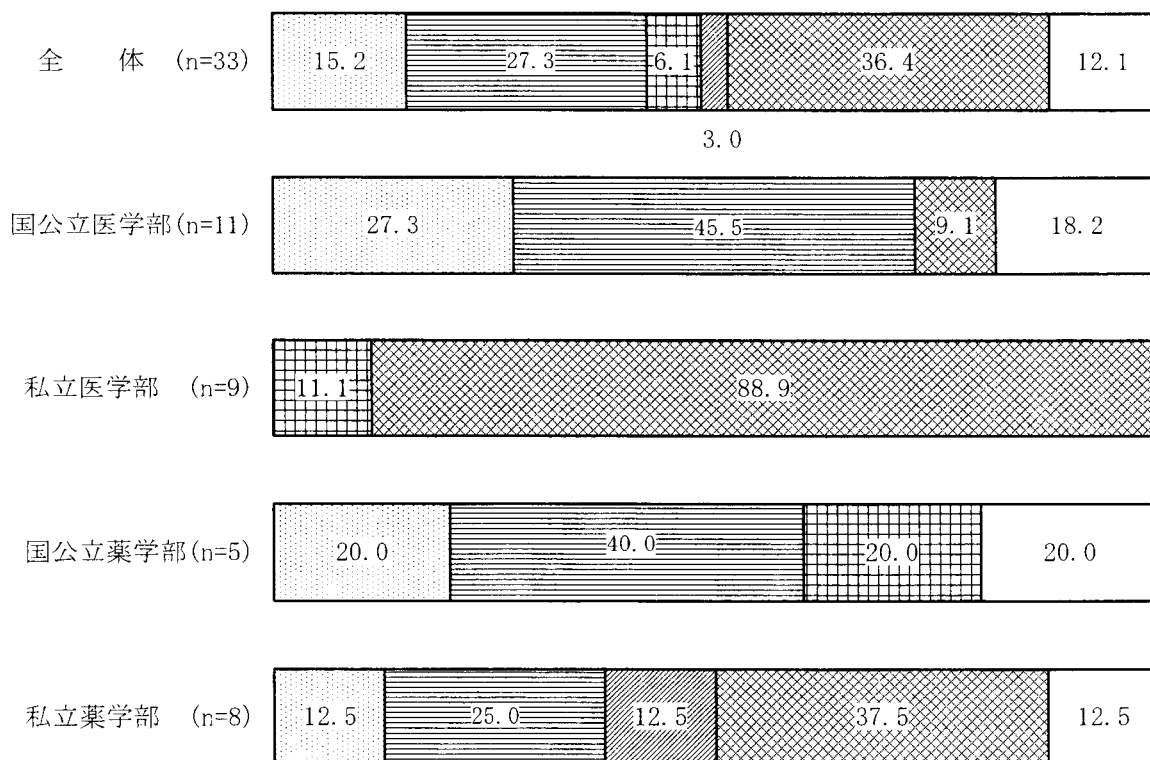 全 体 (n=33) 15.2 27.3 6.1 36.4 12.1
3.0
国公立医学部(n=11) 27.3 45.5 9.1 18.2
私立医学部 (n=9) 11.1 88.9
国公立薬学部(n=5) 20.0 40.0 20.0 20.0
私立薬学部 (n=8) 12.5 25.0 12.5 37.5 12.5